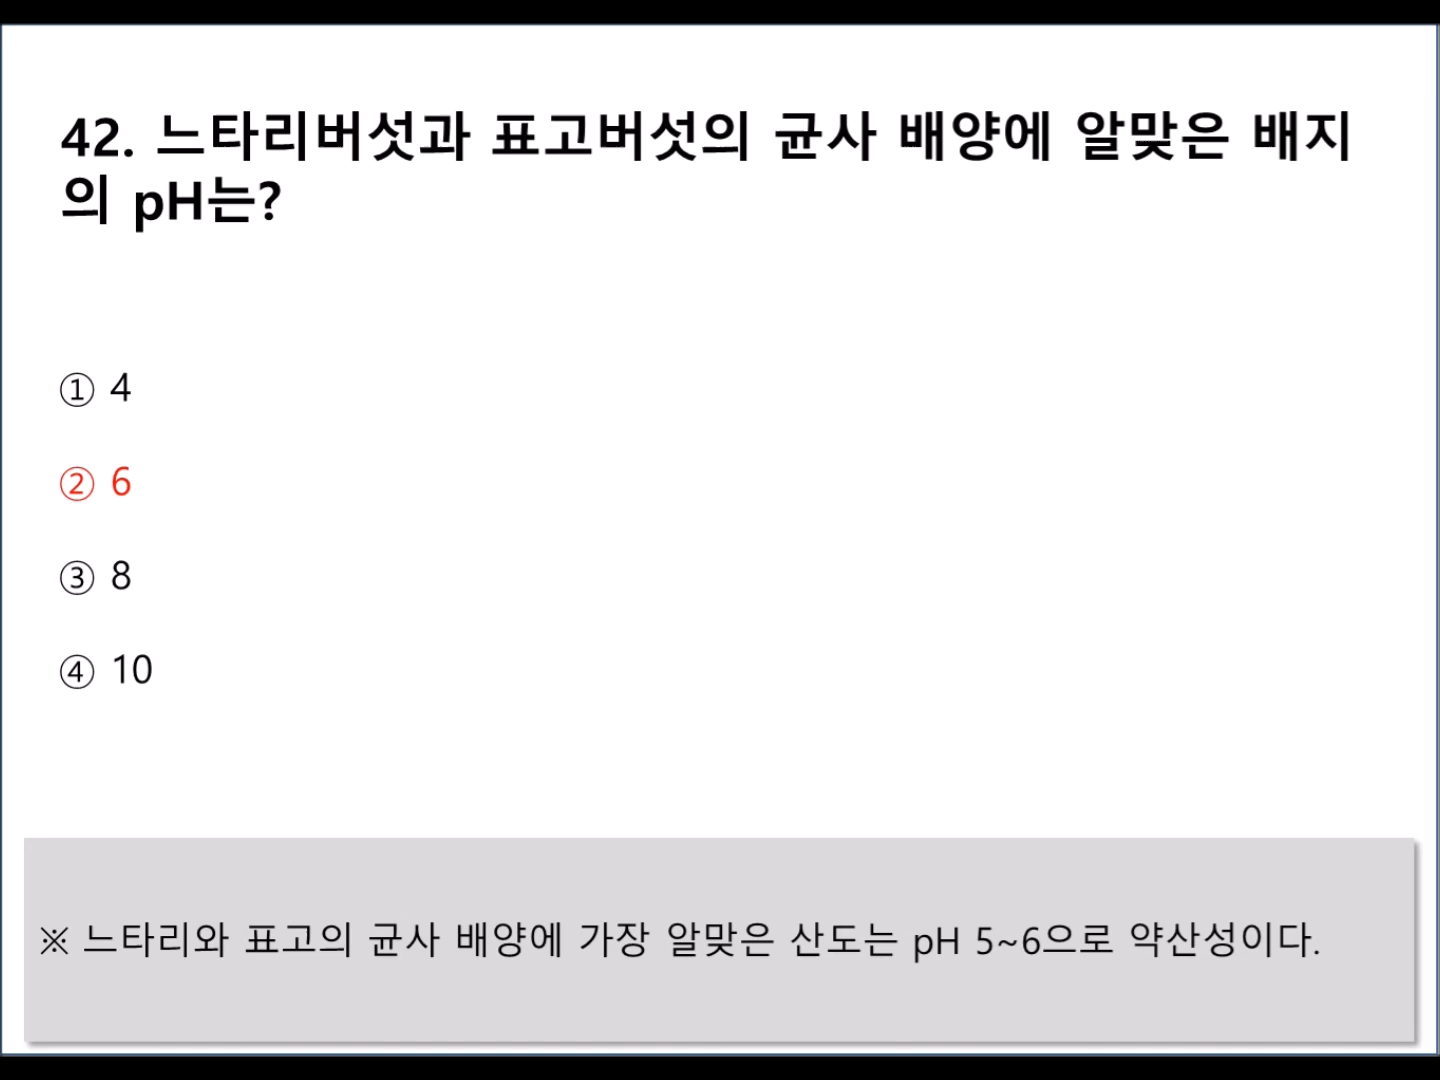 42. 느타리버섯과 표고버섯의 균사 배양에 알맞은 배지
의 pH는?
① 4
② 6
③ 8
④ 10
※ 느타리와 표고의 균사 배양에 가장 알맞은 산도는 pH 5~6으로 약산성이다.